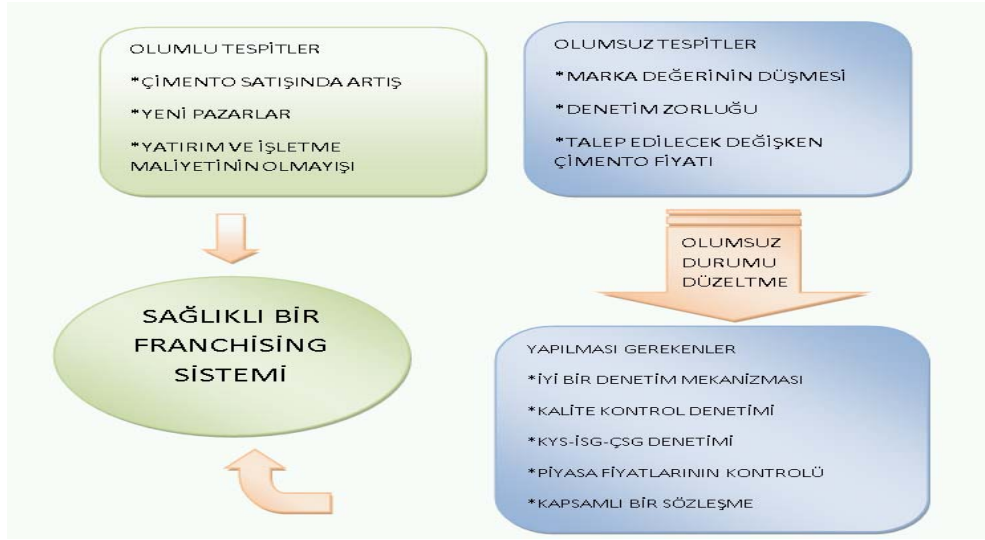 OLUMLU TESPİTLER
*ÇİMENTO SATIŞINDA ARTIŞ
*YENİ PAZARLAR
*YATIRIM VE İŞLETME
MALİYETİNİN OLMAYIŞI
OLUMSUZ TESPİTLER
*MARKA DEĞERİNİN DÜŞMESİ
*DENETİM ZORLUĞU
*TALEP EDİLECEK DEĞİŞKEN
ÇİMENTO FİYATI
OLUMSUZ
DURUMU
DÜZELTME
SAĞLIKLI BİR
FRANCHİSİNG
SİSTEMİ
YAPILMASI GEREKENLER
*İYİ BİR DENETİM MEKANİZMASI
*KALİTE KONTROL DENETİMİ
*KYS-İSG-ÇSG DENETİMİ
*PİYASA FİYATLARININ KONTROLÜ
*KAPSAMLI BİR SÖZLEŞME